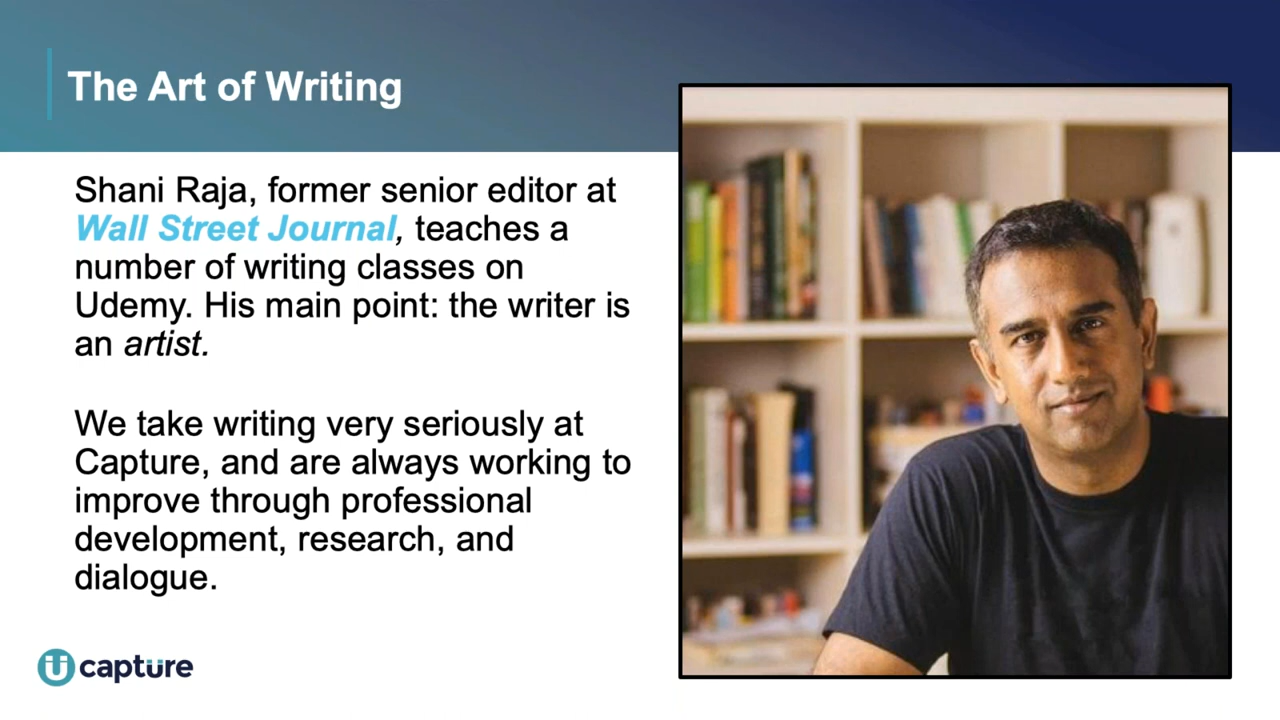 The Art of Writing
Shani Raja, former senior editor at
Wall Street Journal, teaches a
number of writing classes on
Udemy. His main point: the writer is
an artist.
We take writing very seriously at
Capture, and are always working to
improve through professional
development, research, and
dialogue.
capture